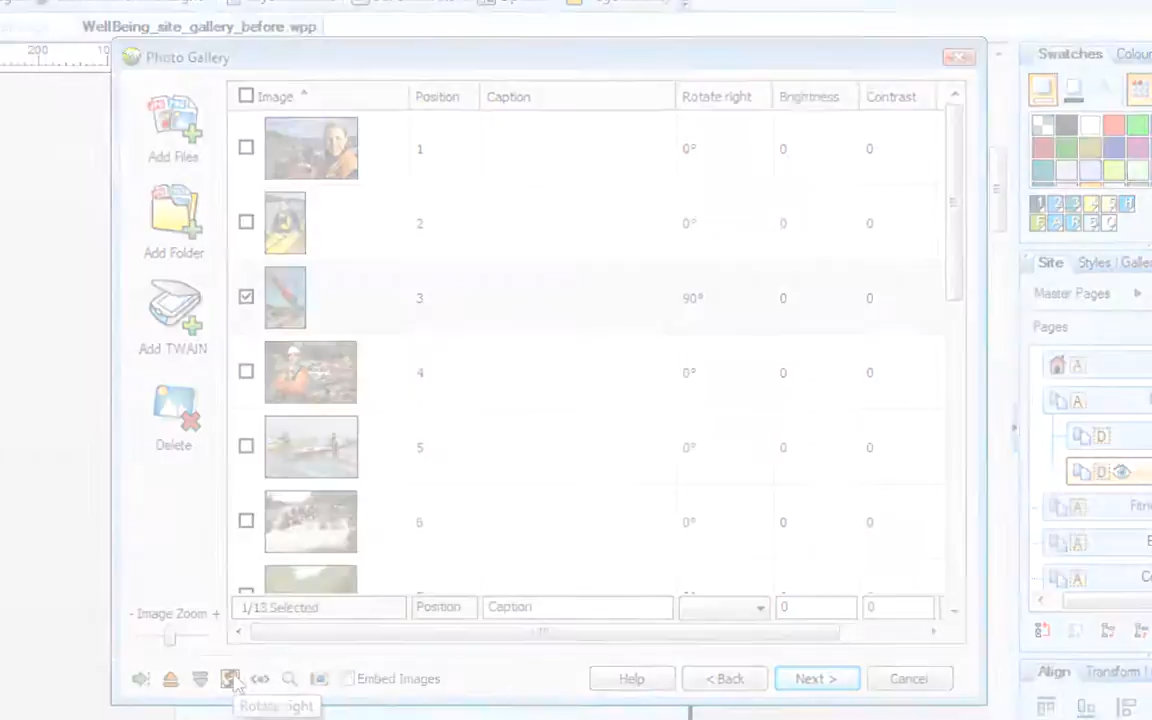 WellBeing_site_gallery_before.wpp
200
Photo Gallery
Swatches
Image Position Caption Rotate right Brightness Contrast
1 0° 0 0
Add Files
2 0° 0 0
Add Folder
Site Styles Galle
Master Pages
3 90° 0 0
Pages
Add TWAIN
4 0° 0 0
Delete
5 0° 0 0
6 0° 0 0
- Image Zoom +
1/13 Selected Position Caption 0 0
Embed Images Help < Back Next > Cancel
Align Transform
Rotate right